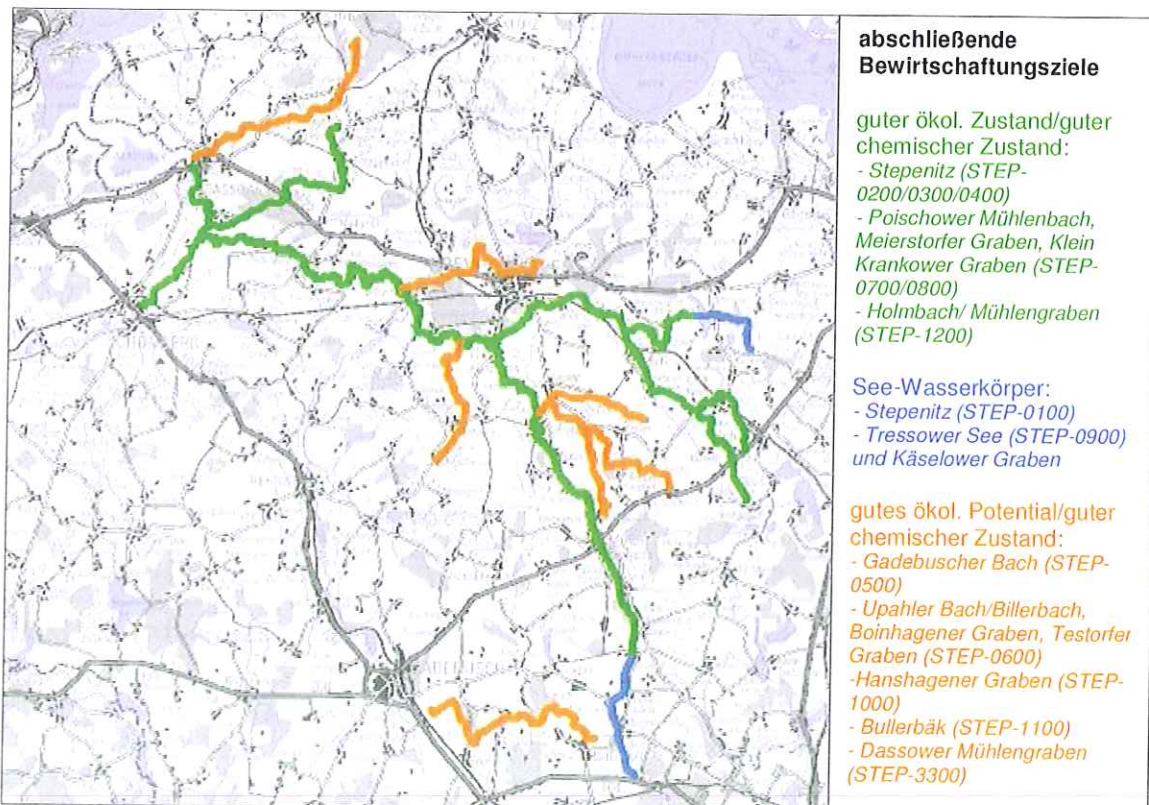 abschließende
Bewirtschaftungsziele
guter ökol. Zustand/guter
chemischer Zustand:
- Stepenitz (STEP-
0200/0300/0400)
- Poischower Mühlenbach,
Meierstorfer Graben, Klein
Krankower Graben (STEP-
0700/0800)
- Holmbach/ Mühlengraben
(STEP-1200)
See-Wasserkörper:
- Stepenitz (STEP-0100)
- Tressower See (STEP-0900)
und Käselower Graben
gutes ökol. Potential/guter
chemischer Zustand:
- Gadebuscher Bach (STEP-
0500)
- Upahler Bach/Billerbach,
Boinhagener Graben, Testorfer
Graben (STEP-0600)
-Hanshagener Graben (STEP-
1000)
- Bullerbäk (STEP-1100)
- Dassower Mühlengraben
(STEP-3300)